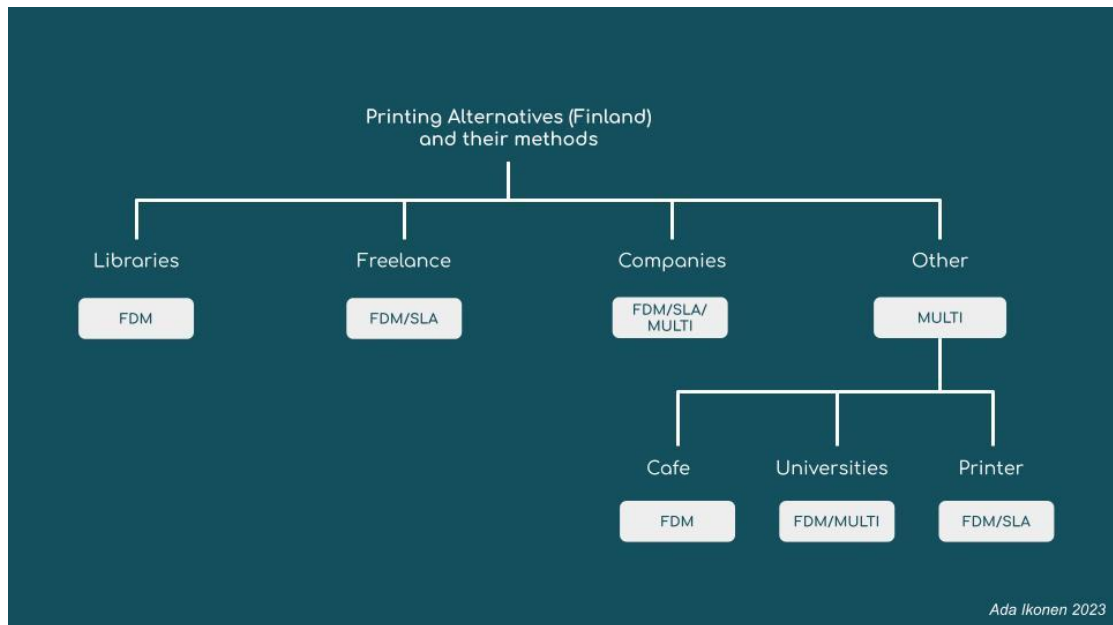 Printing Alternatives (Finland)
and their methods
Libraries
Freelance
Companies
Other
FDM
FDM/SLA
FDM/SLA/
MULTI
MULTI
Cafe
Universities
Printer
FDM
FDM/MULTI
FDM/SLA
Ada Ikonen 2023